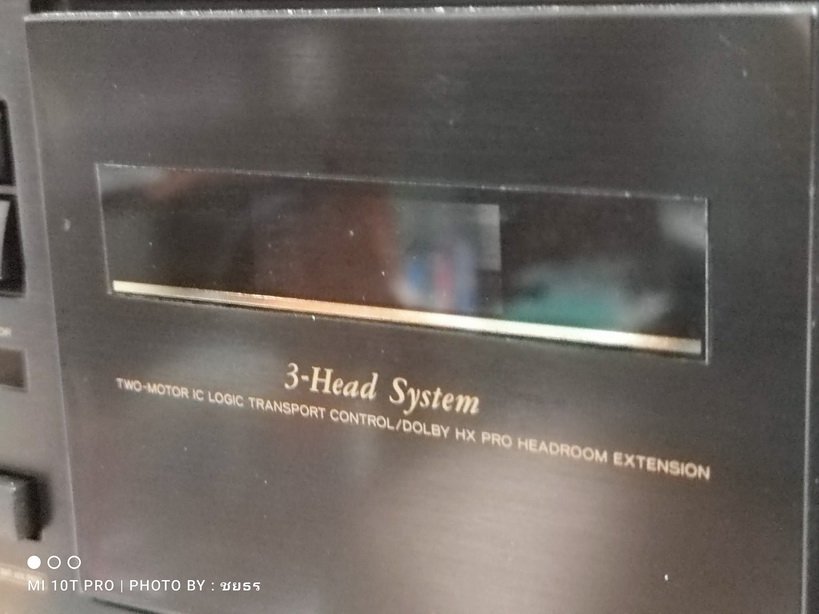 3-Head System
TWO-MOTOR IC LOGIC TRANSPORT CONTROL/DOLBY HX PRO HEADROOM EXTENSION
MI 10T PRO | PHOTO BY : ชยธร